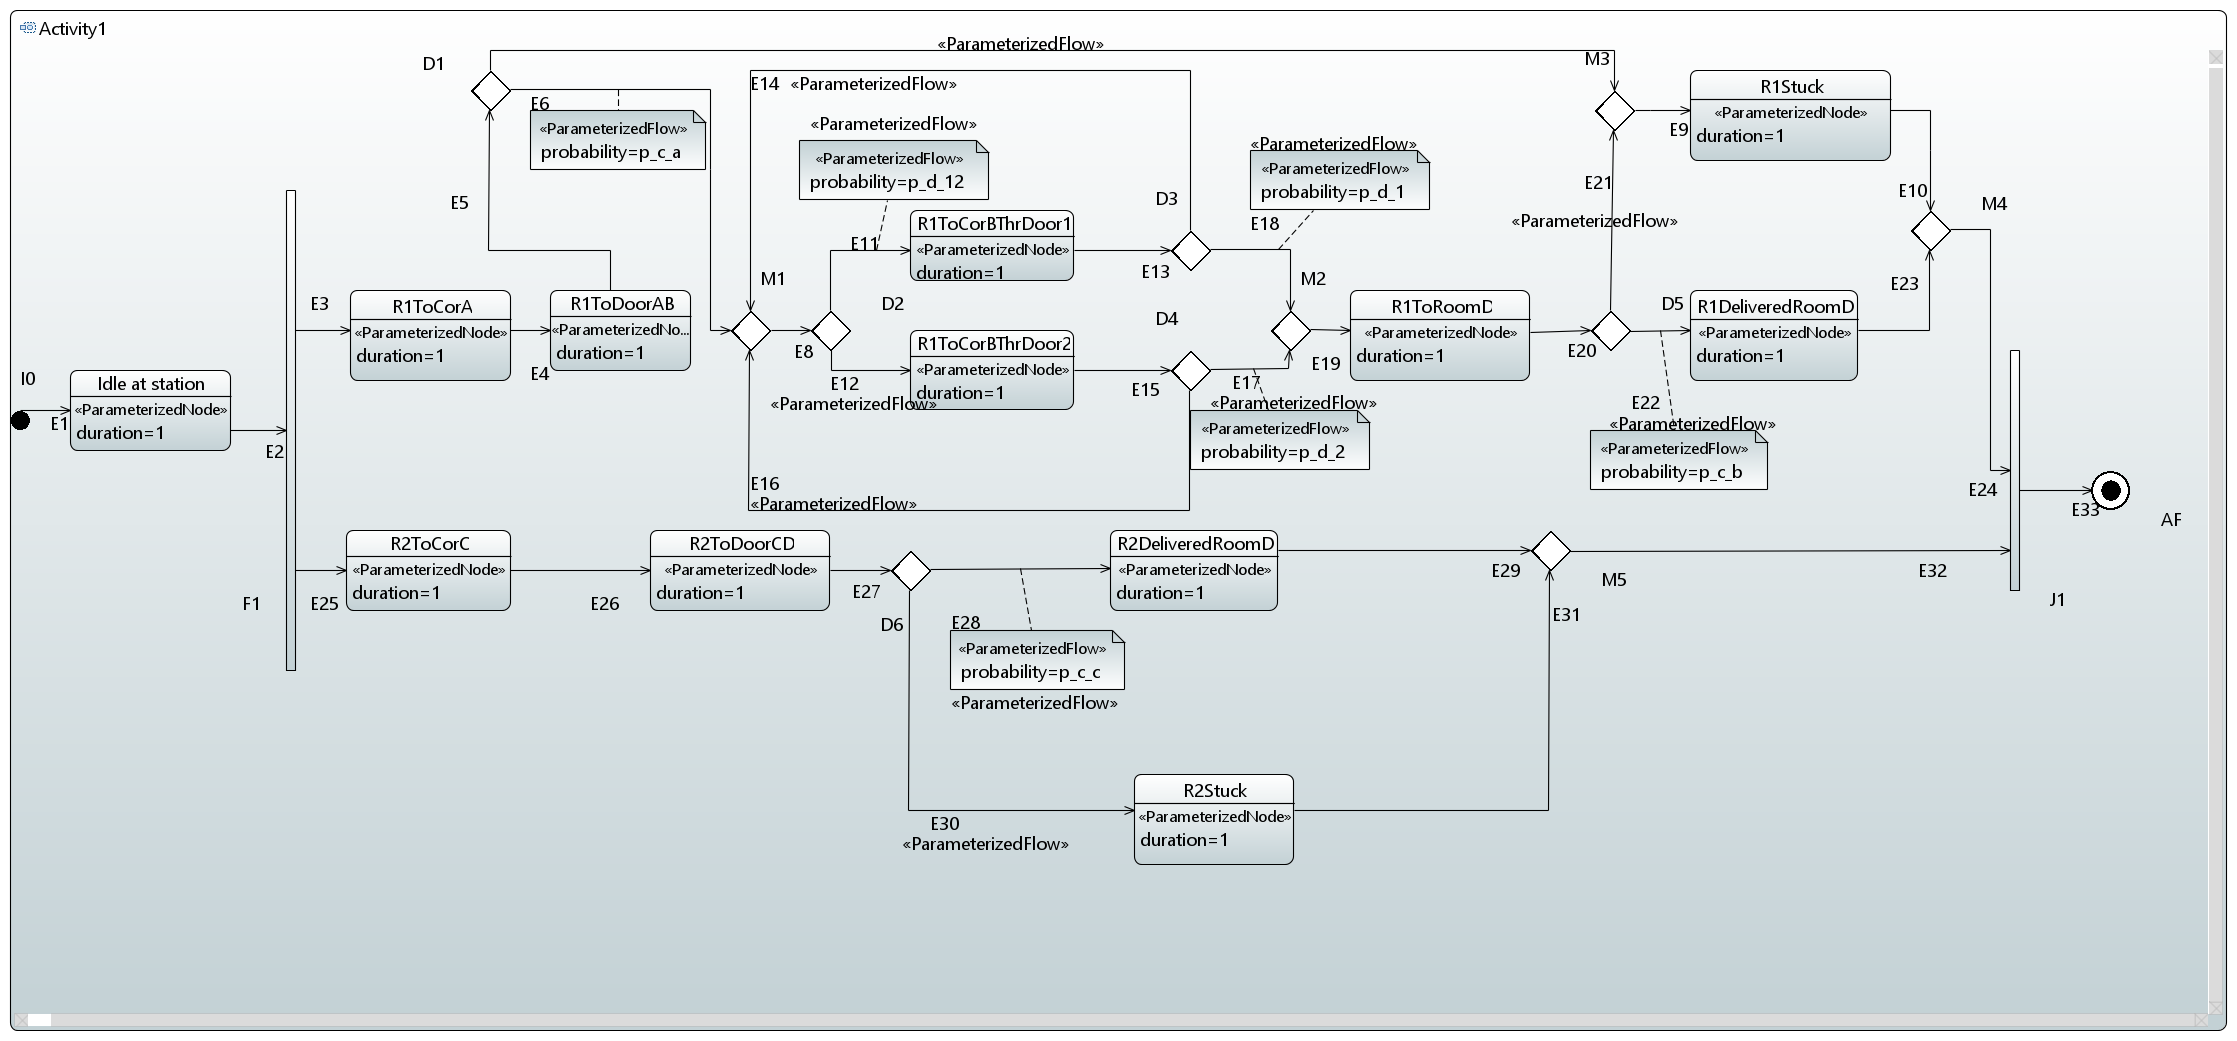 Activity1
«ParameterizedFlow»
D1
M3
E14 «ParameterizedFlow»
E6
«ParameterizedFlow»
probability=p_c_a
R1Stuck
«ParameterizedNode»
duration=1
E9
«ParameterizedFlow»
«ParameterizedFlow»
probability=p_d_12
«ParameterizedFlow»
«ParameterizedFlow»
probability=p_d_1
E5
D3
E18
E21
«ParameterizedFlow»
E10
M4
E11
R1ToCorBThrDoor1
«ParameterizedNode»
duration=1
E13
M1
D2
M2
E3
R1ToCorA
«ParameterizedNode»
duration=1
E4
R1ToDoorAB
«ParameterizedNo...
duration=1
E8
E12
«ParameterizedFlow»
R1ToCorBThrDoor2
«ParameterizedNode»
duration=1
D4
E15
E17
«ParameterizedFlow»
«ParameterizedFlow»
probability=p_d_2
R1ToRoomD
«ParameterizedNode»
duration=1
E19
E20
D5
R1DeliveredRoomD
«ParameterizedNode»
duration=1
E23
E22
«ParameterizedFlow»
«ParameterizedFlow»
probability=p_c_b
I0
E1
Idle at station
«ParameterizedNode»
duration=1
E2
E16
«ParameterizedFlow»
E24
E33
AF
F1
E25
R2ToCorC
«ParameterizedNode»
duration=1
E26
R2ToDoorCD
«ParameterizedNode»
duration=1
E27
D6
E28
«ParameterizedFlow»
probability=p_c_c
«ParameterizedFlow»
R2DeliveredRoomD
«ParameterizedNode»
duration=1
E29
M5
E31
E32
J1
E30
«ParameterizedFlow»
R2Stuck
«ParameterizedNode»
duration=1